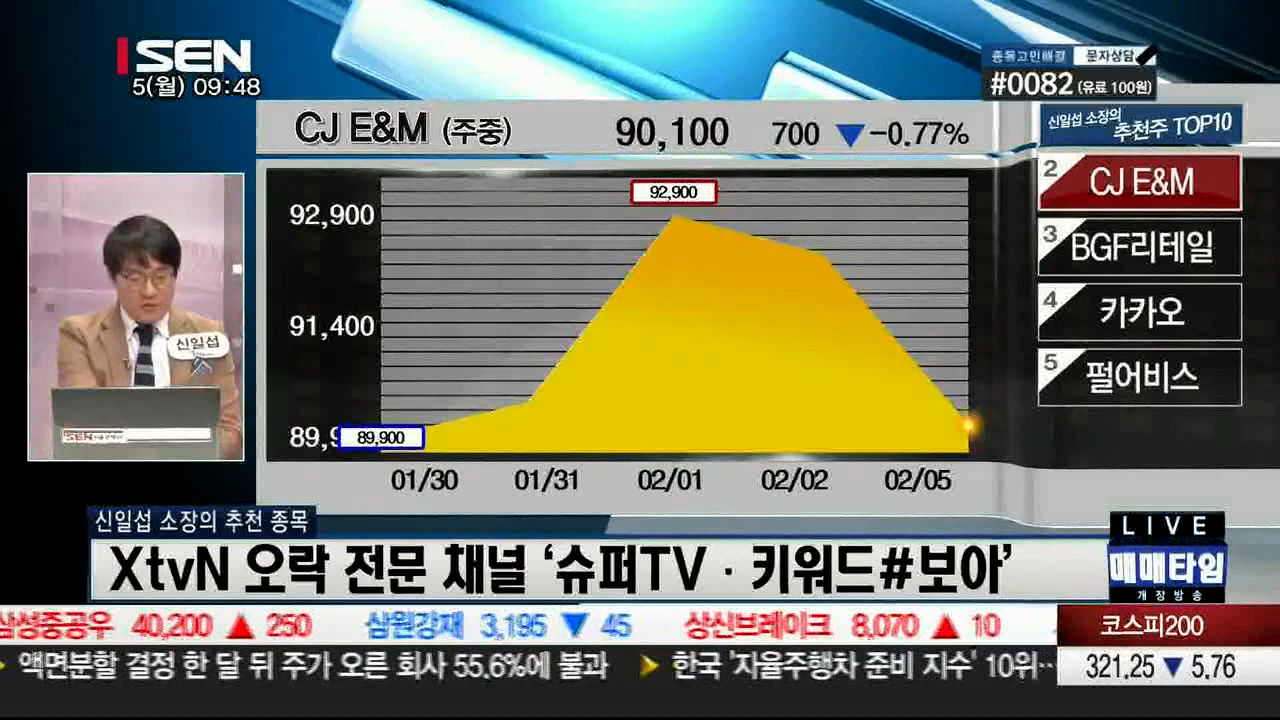 SEN
5(월) 09:48
종목고민해결 문자상담
#0082 (유료 100원)
CJ E&M (주중) 90,100 700 ▼ -0.77%
신일섭 소장의 추천주 TOP10
2 CJ E&M
3 BGF리테일
4 카카오
5 펄어비스
92,900
92,900
91,400
89,900
01/30 01/31 02/01 02/02 02/05
신일섭
SEN
신일섭 소장의 추천 종목
XtvN 오락 전문 채널 ‘슈퍼TV · 키워드#보아’
LIVE
매매타임
개장방송
삼성중공우 40,200 ▲ 250 삼원강재 3,195 ▼ 45 상신브레이크 8,070 ▲ 10
코스피200
액면분할 결정 한 달 뒤 주가 오른 회사 55.6%에 불과 한국 '자율주행차 준비 지수' 10위…
321.25 ▼ 5.76